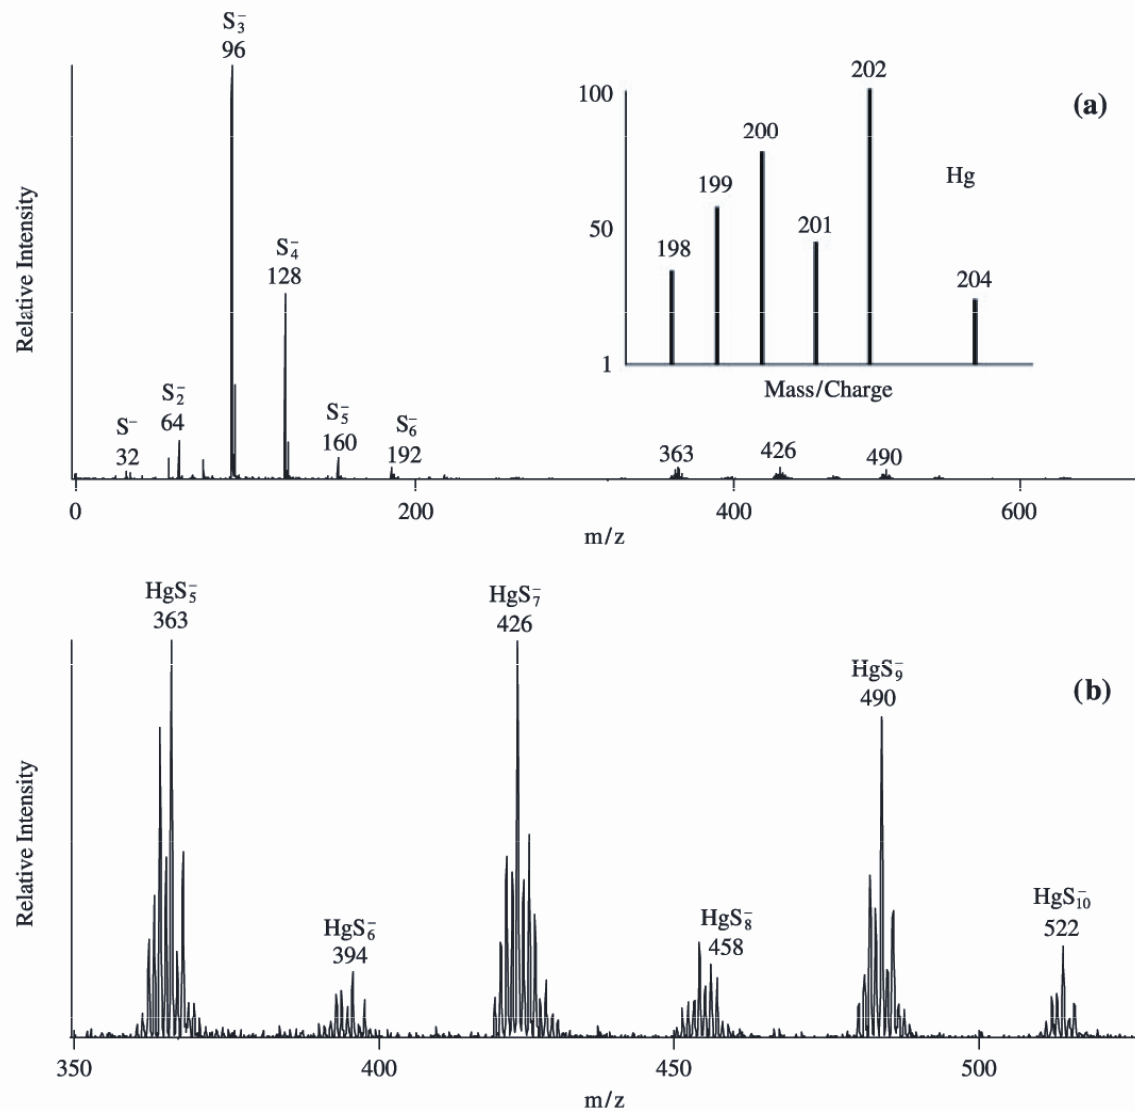 S₃⁻
96
(a)
S₄⁻
128
S₂⁻
64
S⁻
32
S₅⁻
160
S₆⁻
192
363
426
490
Relative Intensity
0
200
400
600
m/z
100
50
1
198
199
200
201
202
204
Hg
Mass/Charge
(b)
HgS₅⁻
363
HgS₆⁻
394
HgS₇⁻
426
HgS₈⁻
458
HgS₉⁻
490
HgS₁₀⁻
522
Relative Intensity
350
400
450
500
m/z